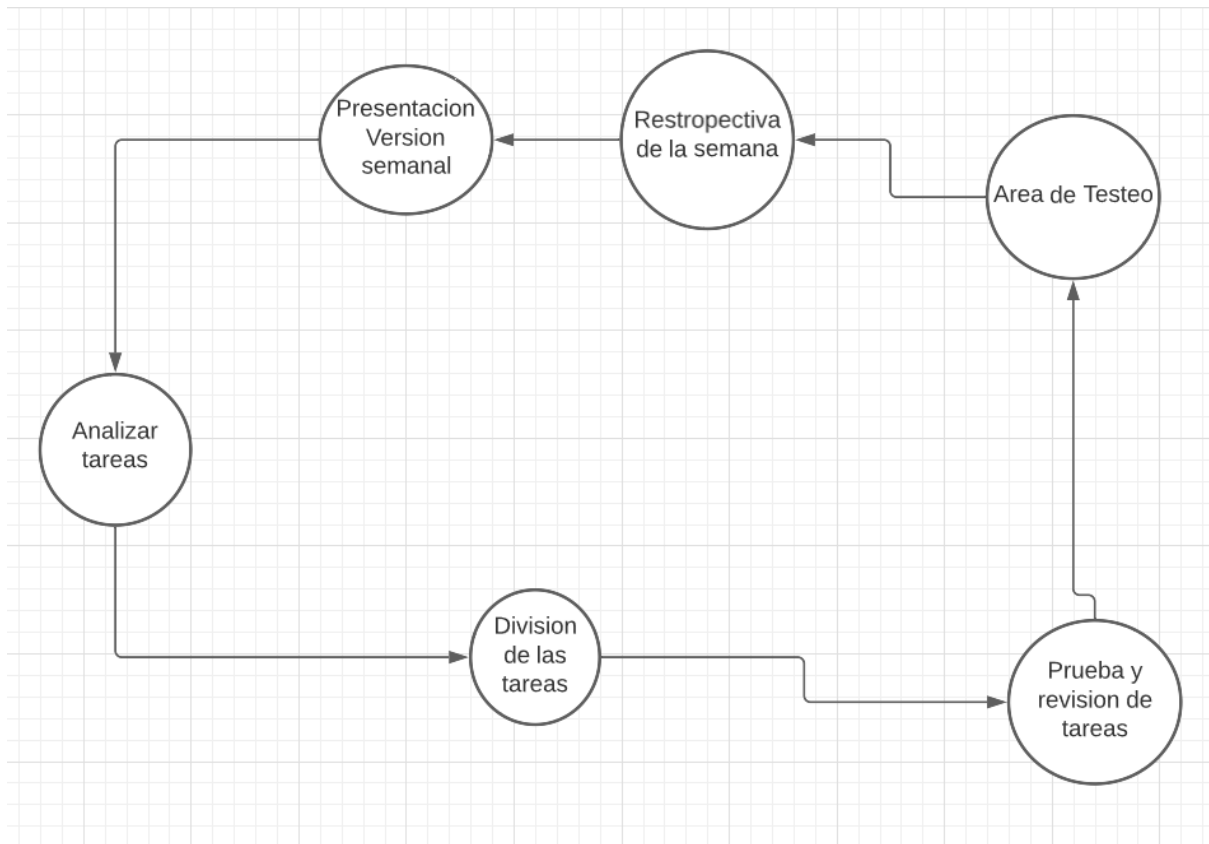 Presentacion
Version
semanal
Restropectiva
de la semana
Area de Testeo
Analizar
tareas
Division
de las
tareas
Prueba y
revision de
tareas